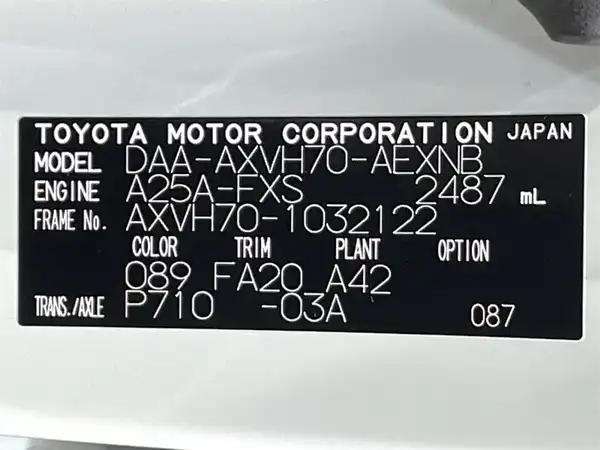 TOYOTA MOTOR CORPORATION JAPAN
MODEL DAA-AXVH70-AEXNB
ENGINE A25A-FXS 2487 mL
FRAME No. AXVH70-1032122
COLOR TRIM PLANT OPTION
089 FA20 A42
TRANS./AXLE P710 -03A 087